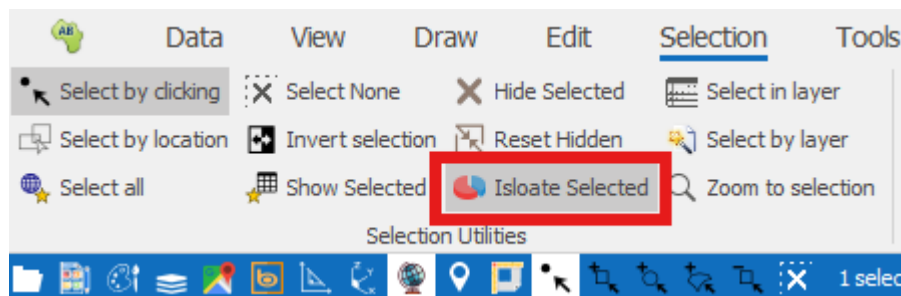 AB Data View Draw Edit Selection Tools
Select by clicking Select None Hide Selected Select in layer
Select by location Invert selection Reset Hidden Select by layer
Select all Show Selected Isloate Selected Zoom to selection
Selection Utilities
1 selec